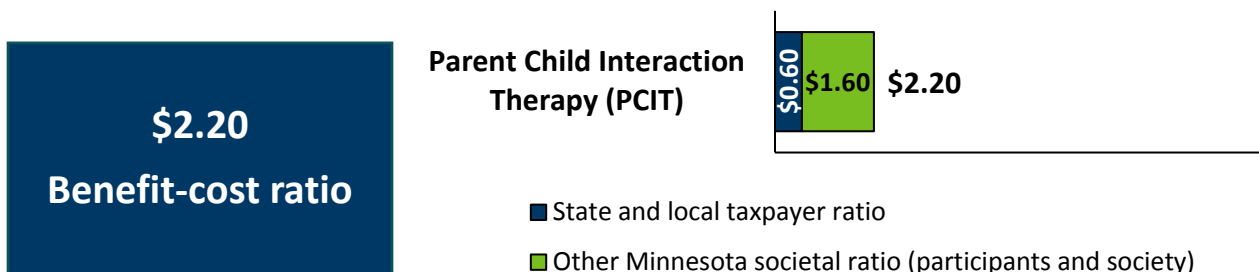 $2.20
Benefit-cost ratio
Parent Child Interaction
Therapy (PCIT)
$0.60
$1.60
$2.20
State and local taxpayer ratio
Other Minnesota societal ratio (participants and society)